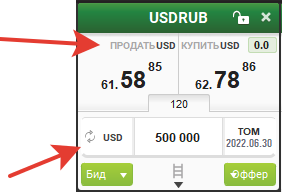 USDRUB
ПРОДАТЬ USD КУПИТЬ USD 0.0
61.58 85 62.78 86
120
USD 500 000 TOM 2022.06.30
Бид Оффер